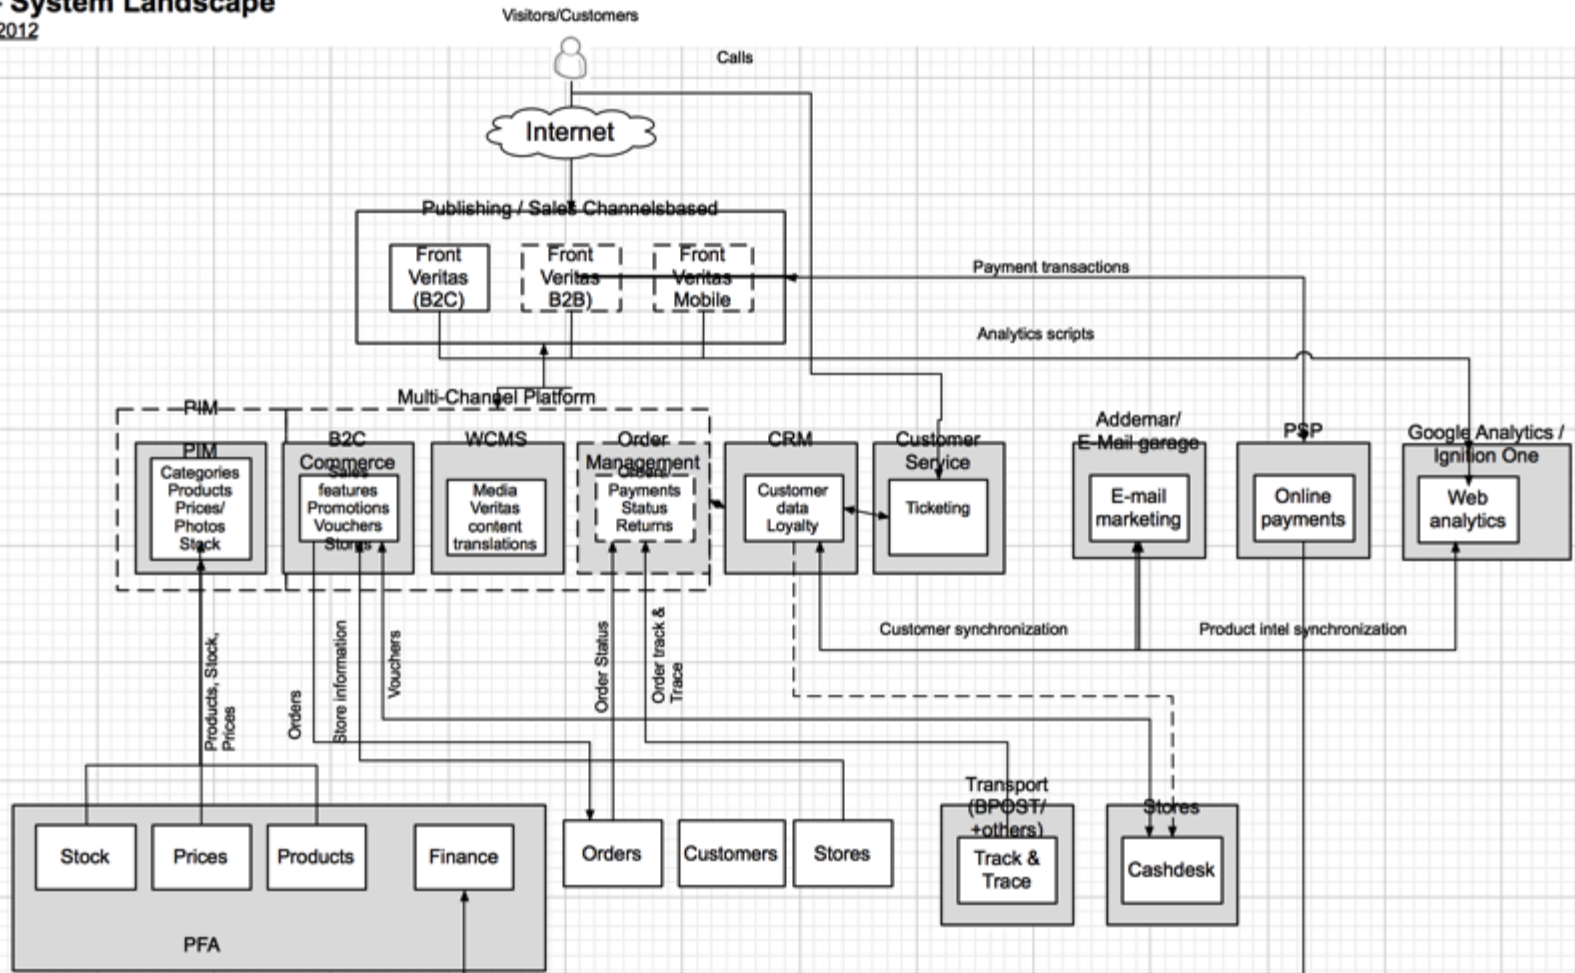 System Landscape
2012
Visitors/Customers
Calls
Internet
Publishing / Sales Channelsbased
Front
Veritas
(B2C)
Front
Veritas
B2B)
Front
Veritas
Mobile
Payment transactions
Analytics scripts
Multi-Channel Platform
PIM
PIM
Categories
Products
Prices/
Photos
Stock
B2C
Commerce
Sales
features
Promotions
Vouchers
Stores
WCMS
Media
Veritas
content
translations
Order
Management
Orders
Payments
Status
Returns
CRM
Customer
data
Loyalty
Customer
Service
Ticketing
Addemar/
E-Mail garage
E-mail
marketing
PSP
Online
payments
Google Analytics /
Ignition One
Web
analytics
Products, Stock,
Prices
Orders
Store information
Vouchers
Order Status
Order track &
Trace
Customer synchronization
Product intel synchronization
Stock
Prices
Products
Finance
PFA
Orders
Customers
Stores
Transport
(BPOST/
+others)
Track &
Trace
Stores
Cashdesk